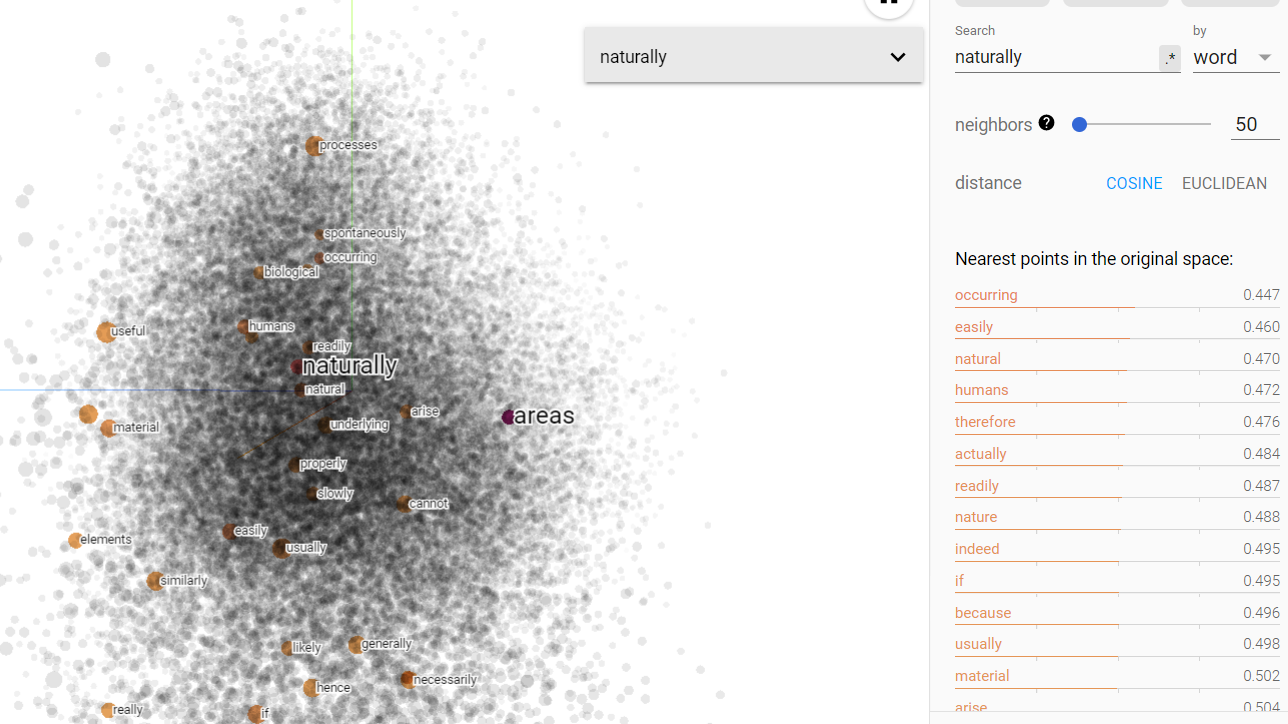 naturally
processes
spontaneously
occurring
biological
humans
useful
readily
naturally
natural
arise
areas
underlying
material
properly
slowly
cannot
easily
elements
usually
similarly
likely
generally
necessarily
hence
really
if
Search
by
naturally
.*
word
neighbors ?
50
distance
COSINE EUCLIDEAN
Nearest points in the original space:
occurring 0.447
easily 0.460
natural 0.470
humans 0.472
therefore 0.476
actually 0.484
readily 0.487
nature 0.488
indeed 0.495
if 0.495
because 0.496
usually 0.498
material 0.502
arise 0.504